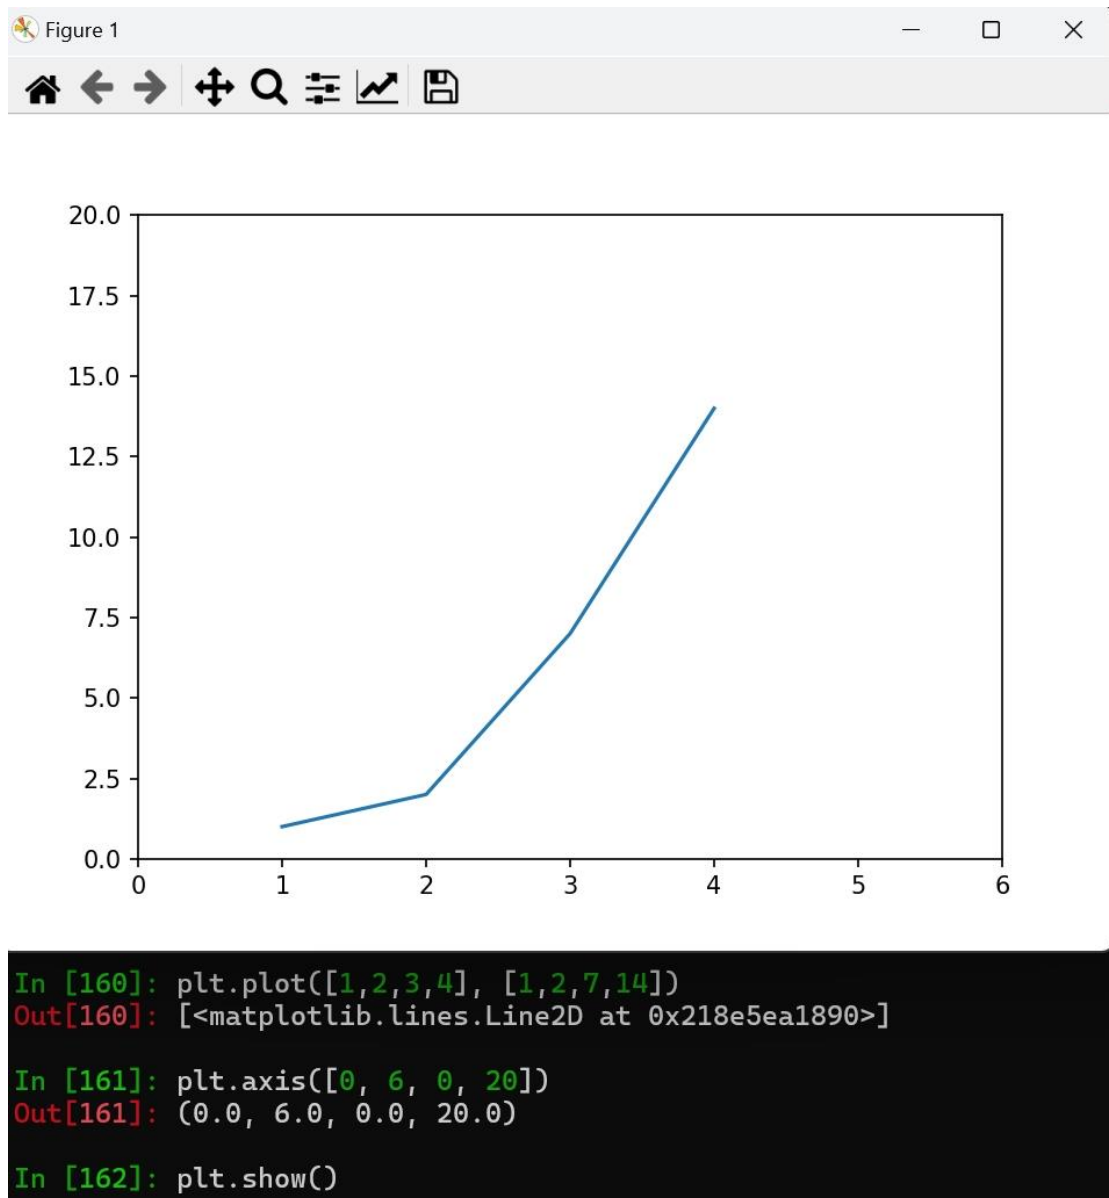 Figure 1
20.0
17.5
15.0
12.5
10.0
7.5
5.0
2.5
0.0
0 1 2 3 4 5 6
In [160]: plt.plot([1,2,3,4], [1,2,7,14])
Out[160]: [<matplotlib.lines.Line2D at 0x218e5ea1890>]
In [161]: plt.axis([0, 6, 0, 20])
Out[161]: (0.0, 6.0, 0.0, 20.0)
In [162]: plt.show()